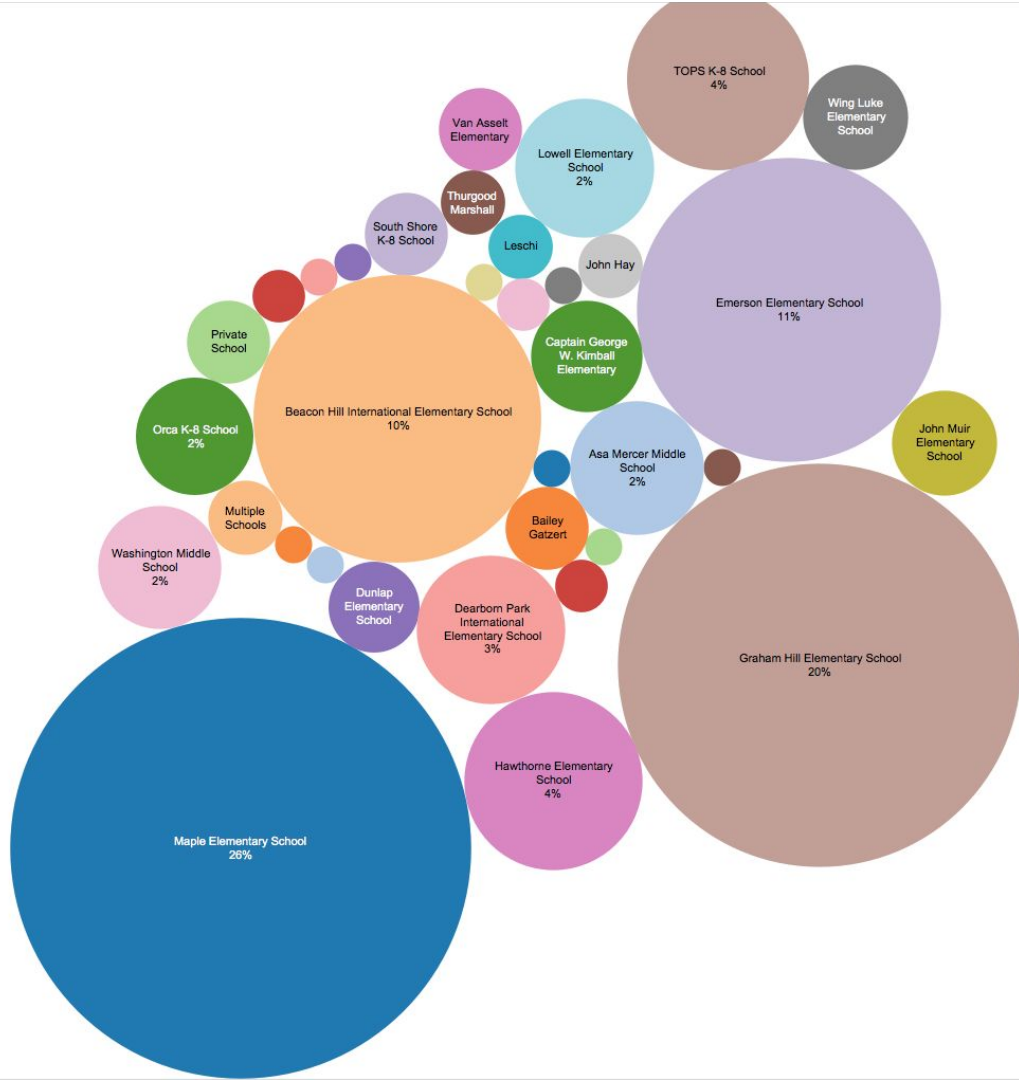 TOPS K-8 School
4%
Wing Luke
Elementary
School
Van Asselt
Elementary
Lowell Elementary
School
2%
Thurgood
Marshall
South Shore
K-8 School
Leschi
John Hay
Emerson Elementary School
11%
Private
School
Captain George
W. Kimball
Elementary
Beacon Hill International Elementary School
10%
Orca K-8 School
2%
John Muir
Elementary
School
Asa Mercer Middle
School
2%
Multiple
Schools
Bailey
Gatzert
Washington Middle
School
2%
Dunlap
Elementary
School
Dearborn Park
International
Elementary School
3%
Graham Hill Elementary School
20%
Hawthorne Elementary
School
4%
Maple Elementary School
26%